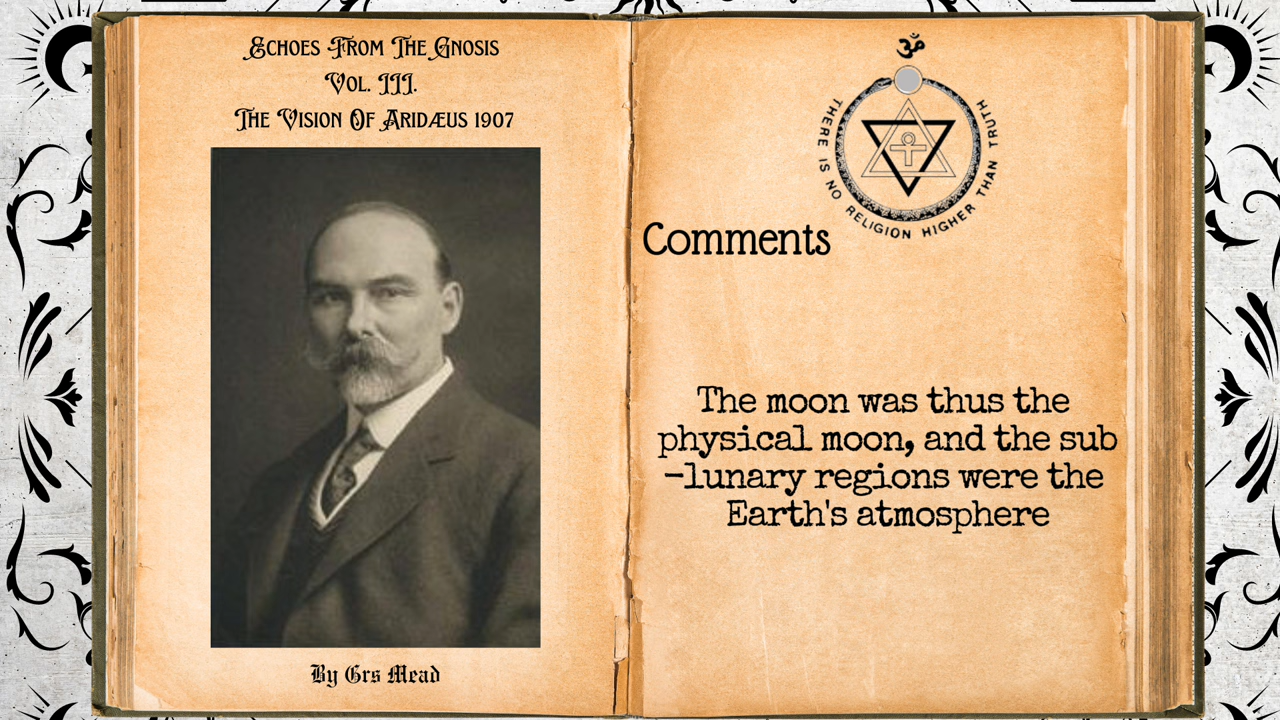 Echoes From The Gnosis
Vol. III.
The Vision Of Aridæus 1907
By Grs Mead
ॐ
THERE IS NO RELIGION HIGHER THAN TRUTH
Comments
The moon was thus the
physical moon, and the sub
-lunary regions were the
Earth's atmosphere